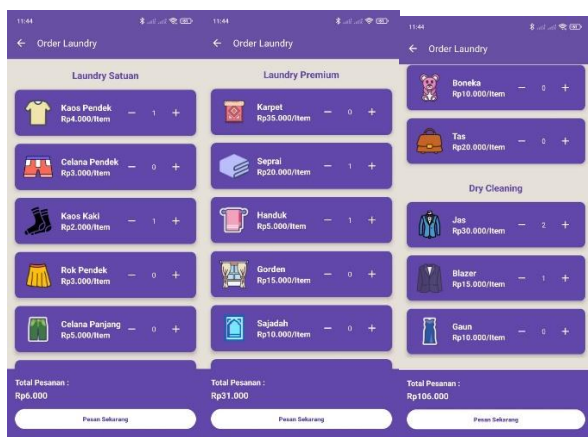 11:44
Order Laundry
Laundry Satuan
Kaos Pendek
Rp4.000/Item
1
Celana Pendek
Rp3.000/Item
0
Kaos Kaki
Rp2.000/Item
1
Rok Pendek
Rp3.000/Item
0
Celana Panjang
Rp5.000/Item
0
Total Pesanan :
Rp6.000
Pesan Sekarang
11:44
Order Laundry
Laundry Premium
Karpet
Rp35.000/Item
0
Seprai
Rp20.000/Item
1
Handuk
Rp5.000/Item
1
Gorden
Rp15.000/Item
0
Sajadah
Rp10.000/Item
0
Total Pesanan :
Rp31.000
Pesan Sekarang
11:44
Order Laundry
Boneka
Rp10.000/Item
0
Tas
Rp20.000/Item
0
Dry Cleaning
Jas
Rp30.000/Item
2
Blazer
Rp15.000/Item
1
Gaun
Rp10.000/Item
0
Total Pesanan :
Rp106.000
Pesan Sekarang